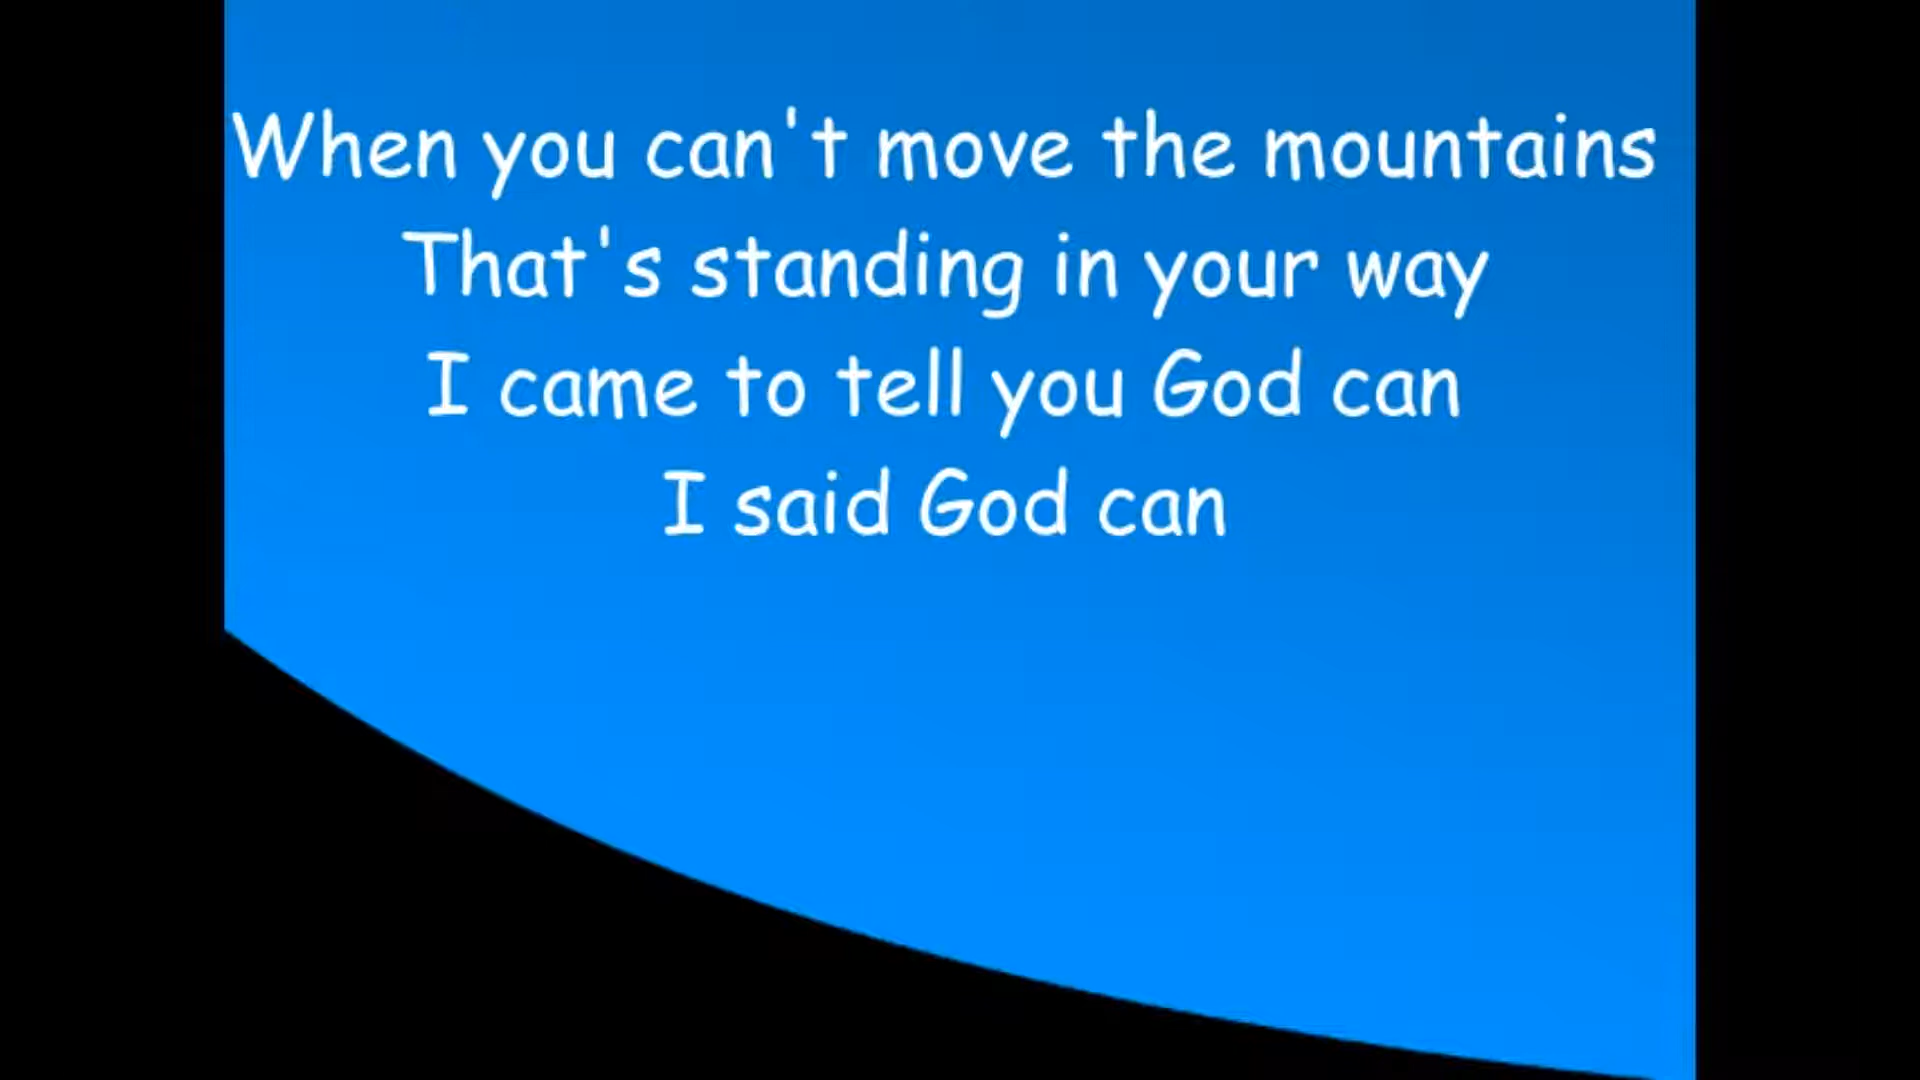 When you can't move the mountains
That's standing in your way
I came to tell you God can
I said God can